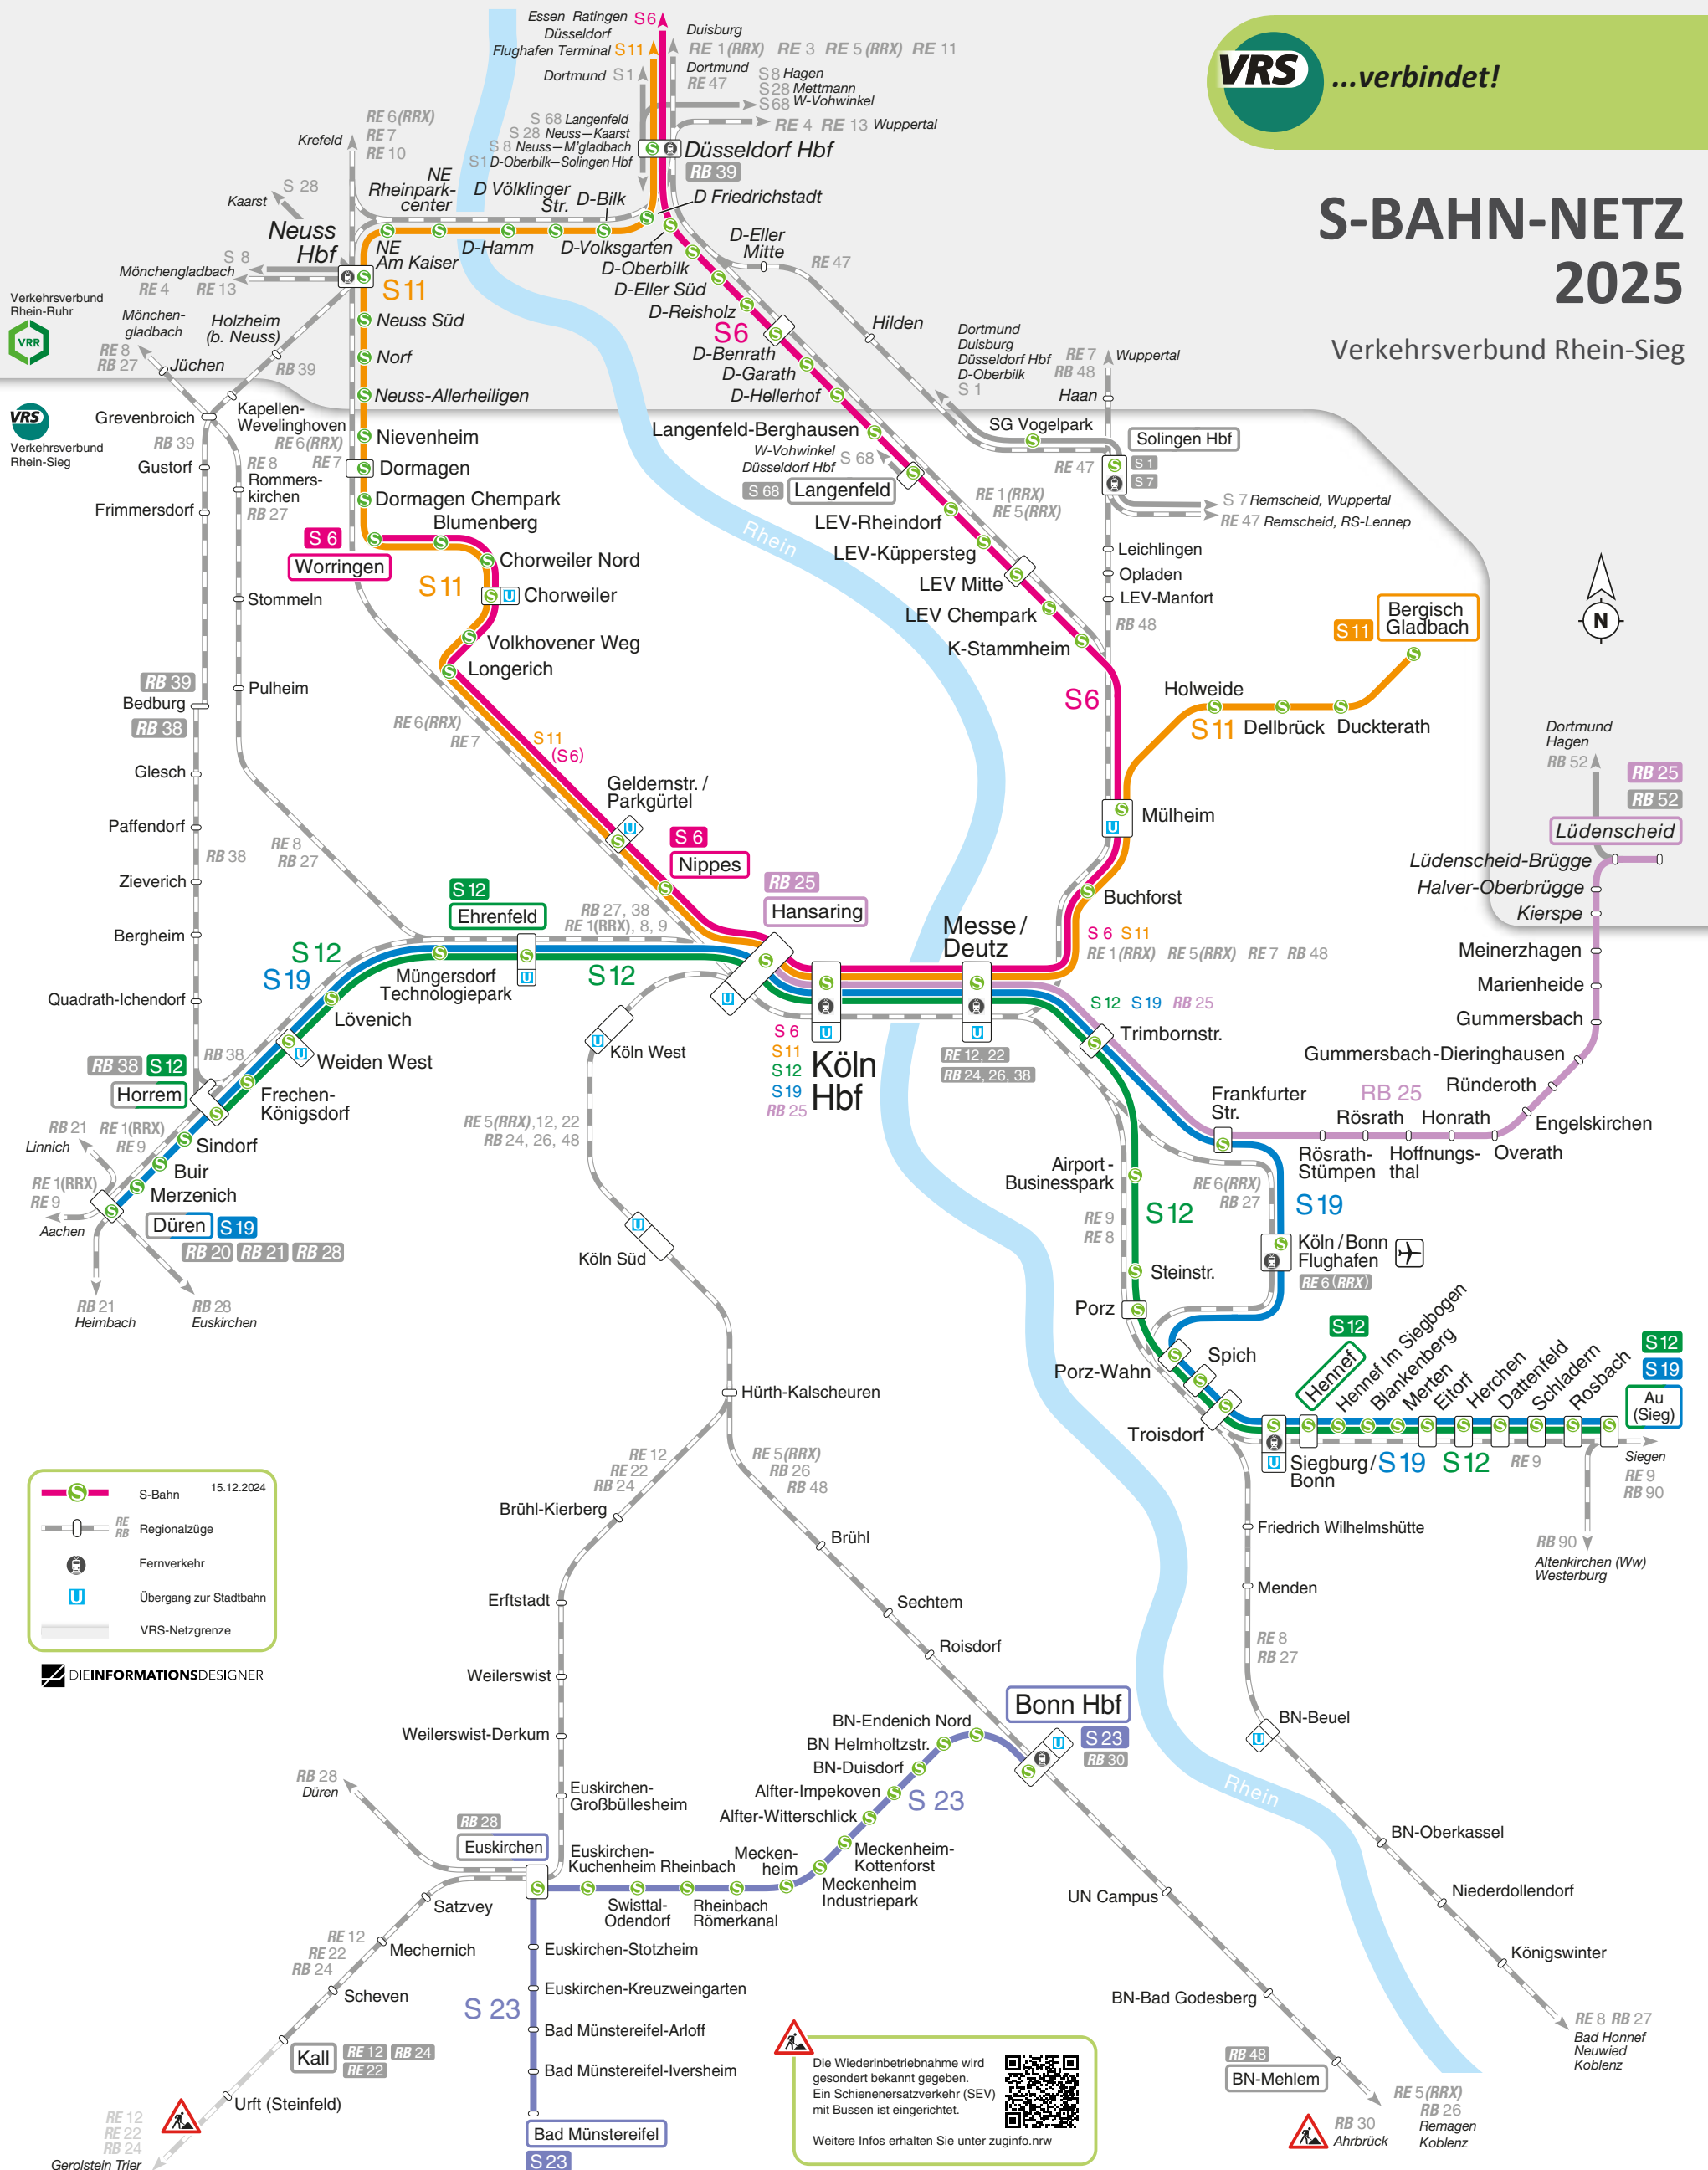 VRS ...verbindet!
S-BAHN-NETZ
2025
Verkehrsverbund Rhein-Sieg
Essen Ratingen S 6
Düsseldorf
Flughafen Terminal S 11
Dortmund S 1
Duisburg
RE 1(RRX) RE 3 RE 5(RRX) RE 11
Dortmund
RE 47
S 8 Hagen
S 28 Mettmann
S 68 W-Vohwinkel
RE 4 RE 13 Wuppertal
S 68 Langenfeld
S 28 Neuss–Kaarst
S 8 Neuss–M'gladbach
S 1 D-Oberbilk–Solingen Hbf
Düsseldorf Hbf
RB 39
Krefeld
RE 6(RRX)
RE 7
RE 10
Kaarst
S 28
Neuss
Hbf
S 8
Mönchengladbach
RE 4 RE 13
NE
Rheinpark-
center
D Völklinger
Str.
D-Bilk
D Friedrichstadt
NE
Am Kaiser
D-Hamm
D-Volksgarten
D-Oberbilk
D-Eller Süd
D-Reisholz
S 6
D-Benrath
D-Garath
D-Hellerhof
D-Eller
Mitte
RE 47
Hilden
S 11
Neuss Süd
Norf
Neuss-Allerheiligen
Nievenheim
Dormagen
Dormagen Chempark
Verkehrsverbund
Rhein-Ruhr
VRR
VRS
Verkehrsverbund
Rhein-Sieg
Mönchen-
gladbach
RE 8
RB 27
Jüchen
Holzheim
(b. Neuss)
RB 39
Grevenbroich
Kapellen-
Wevelinghoven
RE 6(RRX)
RE 7
RB 39
Gustorf
Frimmersdorf
RE 8
Rommers-
kirchen
RB 27
Stommeln
Pulheim
RB 39
Bedburg
RB 38
Glesch
Paffendorf
RB 38
Zieverich
Bergheim
Quadrath-Ichendorf
RE 8
RB 27
Langenfeld-Berghausen
W-Vohwinkel
Düsseldorf Hbf
S 68
S 68 Langenfeld
LEV-Rheindorf
LEV-Küppersteg
LEV Mitte
LEV Chempark
K-Stammheim
RE 1(RRX)
RE 5(RRX)
Dortmund
Duisburg
Düsseldorf Hbf
D-Oberbilk
S 1
RE 7
RB 48
Wuppertal
Haan
SG Vogelpark
Solingen Hbf
S 1
S 7
RE 47
S 7 Remscheid, Wuppertal
RE 47 Remscheid, RS-Lennep
Leichlingen
Opladen
LEV-Manfort
RB 48
S 6
N
S 6
Worringen
Blumenberg
Chorweiler Nord
S 11
Chorweiler
Volkhovener Weg
Longerich
RE 6(RRX)
RE 7
S 11
(S 6)
Geldernstr. /
Parkgürtel
S 6
Nippes
Rhein
S 11
Bergisch
Gladbach
Holweide
S 11
Dellbrück
Duckterath
Mülheim
Buchforst
S 6 S 11
RE 1(RRX) RE 5(RRX) RE 7 RB 48
Dortmund
Hagen
RB 52
RB 25
RB 52
Lüdenscheid
Lüdenscheid-Brügge
Halver-Oberbrügge
Kierspe
Meinerzhagen
Marienheide
Gummersbach
Gummersbach-Dieringhausen
Ründeroth
RB 25
Engelskirchen
Overath
Honrath
Hoffnungs-
thal
Rösrath
Rösrath-
Stümpen
Frankfurter
Str.
S 12
Ehrenfeld
RB 27, 38
RE 1(RRX), 8, 9
RB 25
Hansaring
S 12
S 19
Müngersdorf
Technologiepark
S 12
Lövenich
Weiden West
Frechen-
Königsdorf
RB 38
RB 38 S 12
Horrem
RB 21
Linnich
RE 1(RRX)
RE 9
Sindorf
Buir
Merzenich
RE 1(RRX)
RE 9
Aachen
Düren S 19
RB 20 RB 21 RB 28
RB 21
Heimbach
RB 28
Euskirchen
S 6
S 11
S 12
S 19
RB 25
Köln
Hbf
Messe /
Deutz
RE 12, 22
RB 24, 26, 38
S 12 S 19 RB 25
Trimbornstr.
Köln West
RE 5(RRX),12, 22
RB 24, 26, 48
Köln Süd
Airport-
Businesspark
RE 6(RRX)
RB 27
RE 9
RE 8
S 12
S 19
Köln / Bonn
Flughafen
RE 6 (RRX)
Steinstr.
Porz
Porz-Wahn
Spich
Troisdorf
S 12
Hennef
Hennef Im Siegbogen
Blankenberg
Merten
Eitorf
Herchen
Dattenfeld
Schladern
Rosbach
S 12
S 19
Au
(Sieg)
Siegburg /
Bonn
S 19
S 12
RE 9
Siegen
RE 9
RB 90
RB 90
Altenkirchen (Ww)
Westerburg
Friedrich Wilhelmshütte
Menden
RE 8
RB 27
BN-Beuel
Hürth-Kalscheuren
RE 12
RE 22
RB 24
RE 5(RRX)
RB 26
RB 48
Brühl-Kierberg
Brühl
Erftstadt
Sechtem
Roisdorf
Weilerswist
Weilerswist-Derkum
Euskirchen-
Großbüllesheim
S-Bahn
15.12.2024
RE
RB
Regionalzüge
Fernverkehr
U Übergang zur Stadtbahn
VRS-Netzgrenze
DIEINFORMATIONSDESIGNER
RB 28
Düren
RB 28
Euskirchen
Bonn Hbf
S 23
RB 30
BN-Endenich Nord
BN Helmholtzstr.
BN-Duisdorf
Alfter-Impekoven
S 23
Alfter-Witterschlick
Meckenheim-
Kottenforst
Meckenheim
Industriepark
Mecken-
heim
Rheinbach
Rheinbach
Römerkanal
Swisttal-
Odendorf
Euskirchen-
Kuchenheim
Satzvey
RE 12
RE 22
RB 24
Mechernich
Scheven
Kall
RE 12 RB 24
RE 22
Urft (Steinfeld)
RE 12
RE 22
RB 24
Gerolstein Trier
Euskirchen-Stotzheim
Euskirchen-Kreuzweingarten
S 23
Bad Münstereifel-Arloff
Bad Münstereifel-Iversheim
Bad Münstereifel
S 23
Die Wiederinbetriebnahme wird
gesondert bekannt gegeben.
Ein Schienenersatzverkehr (SEV)
mit Bussen ist eingerichtet.
Weitere Infos erhalten Sie unter zuginfo.nrw
Rhein
UN Campus
BN-Bad Godesberg
RB 48
BN-Mehlem
RB 30
Ahrbrück
RE 5(RRX)
RB 26
Remagen
Koblenz
BN-Oberkassel
Niederdollendorf
Königswinter
RE 8 RB 27
Bad Honnef
Neuwied
Koblenz